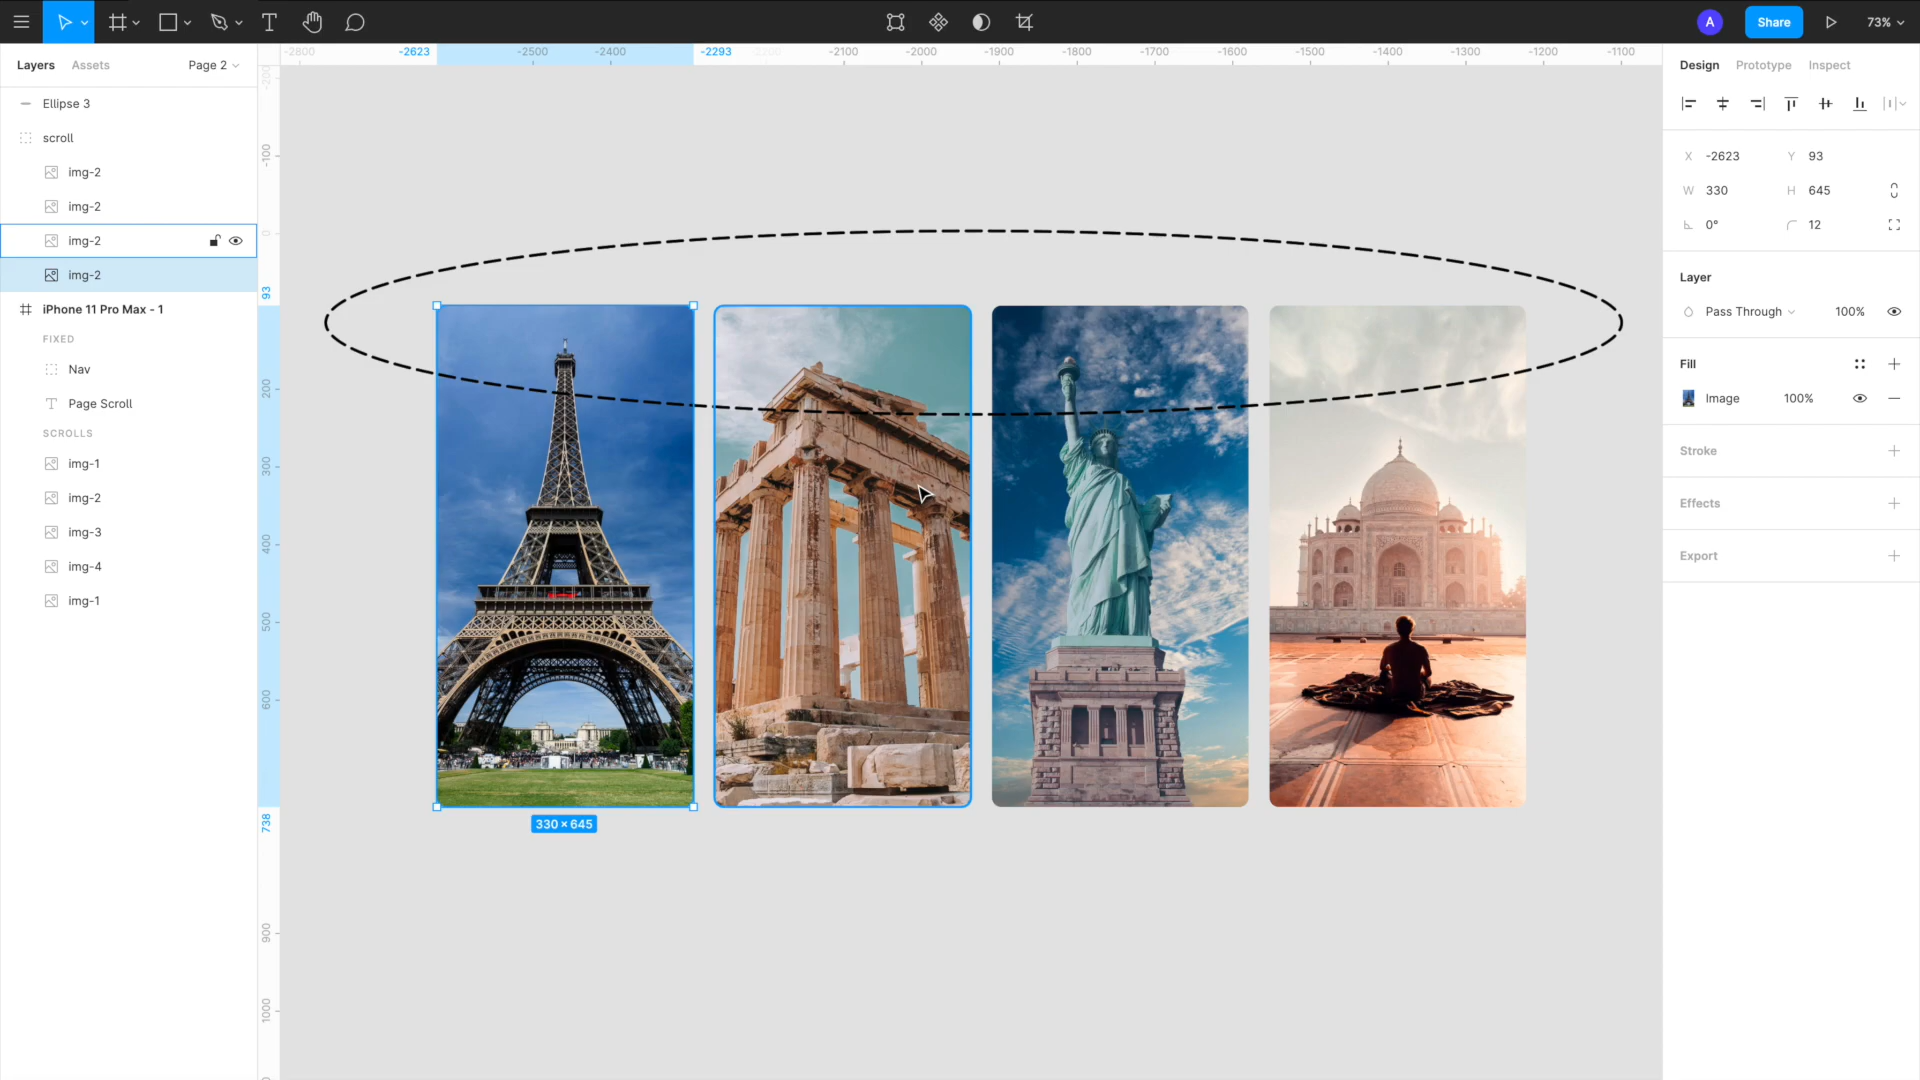 A
Share
73%
-2800
-2623
-2500
-2400
-2293
-2200
-2100
-2000
-1900
-1800
-1700
-1600
-1500
-1400
-1300
-1200
-1100
Layers
Assets
Page 2
Ellipse 3
scroll
img-2
img-2
img-2
img-2
iPhone 11 Pro Max - 1
FIXED
Nav
Page Scroll
SCROLLS
img-1
img-2
img-3
img-4
img-1
-200
-100
0
93
200
300
400
500
600
738
900
1000
330 × 645
Design
Prototype
Inspect
X -2623
Y 93
W 330
H 645
0°
12
Layer
Pass Through
100%
Fill
Image
100%
Stroke
Effects
Export